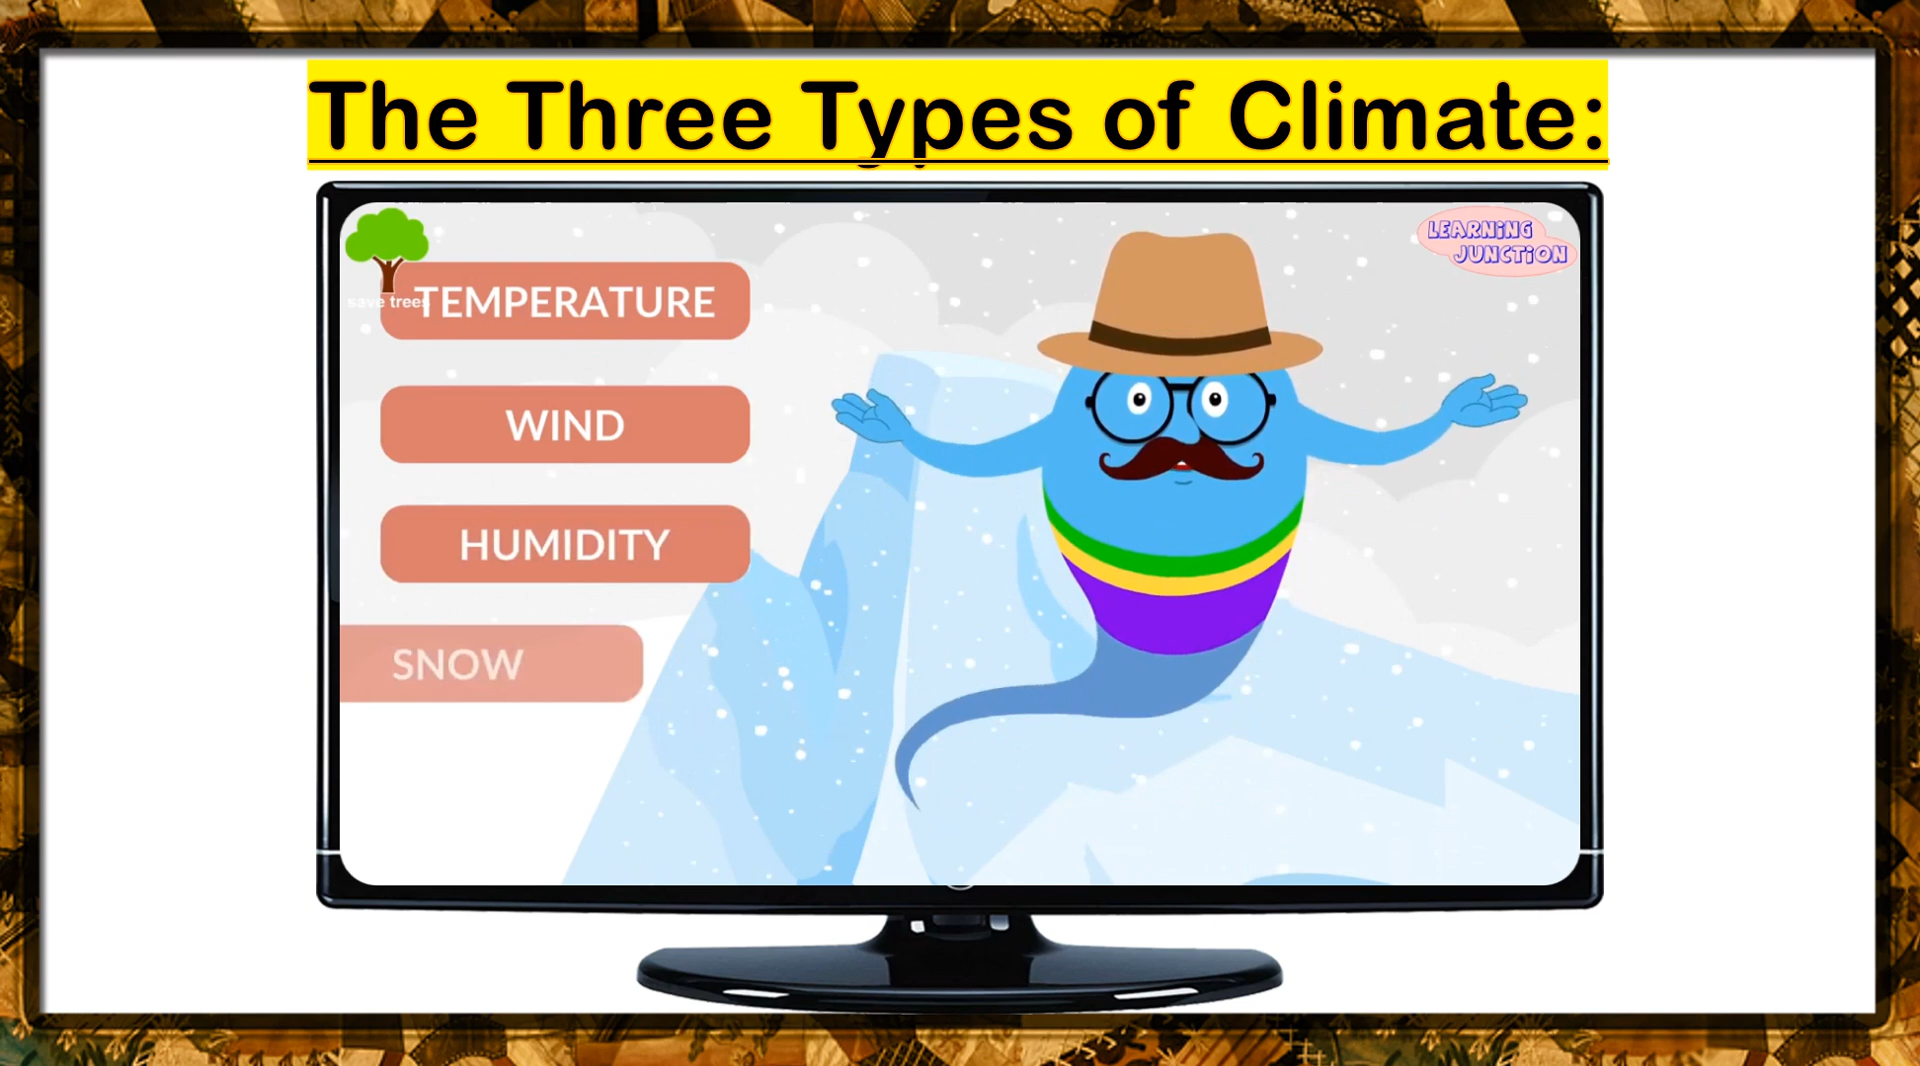 The Three Types of Climate:
LEARNING
JUNCTION
save trees
TEMPERATURE
WIND
HUMIDITY
SNOW